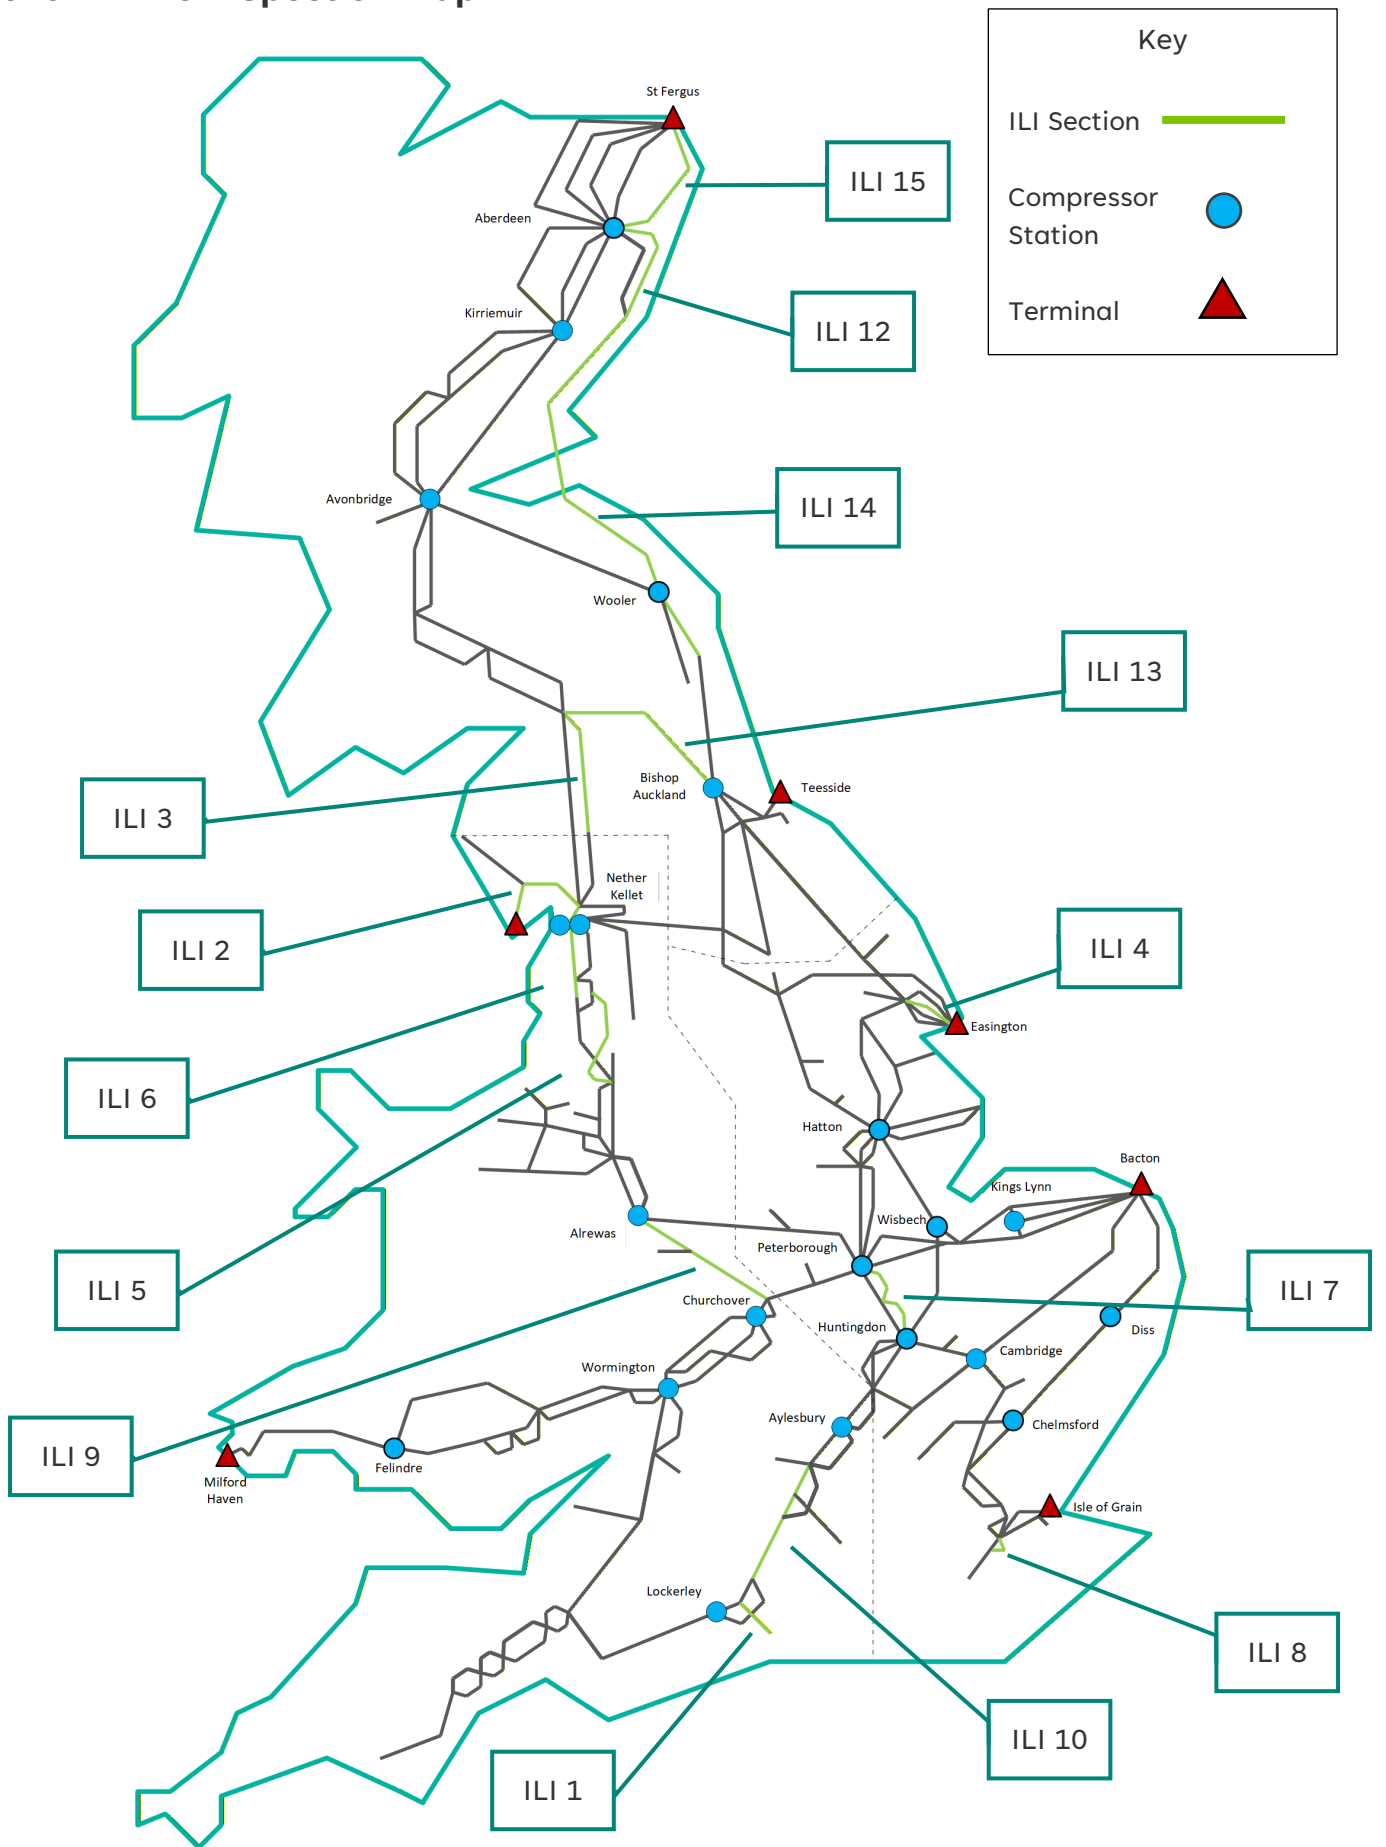 Key
St Fergus
ILI Section
ILI 15
Compressor
Station
Aberdeen
Terminal
Kirriemuir
ILI 12
Avonbridge
ILI 14
Wooler
ILI 13
Bishop
Auckland
Teesside
ILI 3
Nether
Kellet
ILI 2
ILI 4
Easington
ILI 6
Hatton
Bacton
Kings Lynn
Wisbech
Alrewas
Peterborough
ILI 5
ILI 7
Churchover
Huntingdon
Diss
Cambridge
Wormington
Aylesbury
Chelmsford
ILI 9
Felindre
Milford
Haven
Isle of Grain
Lockerley
ILI 8
ILI 10
ILI 1